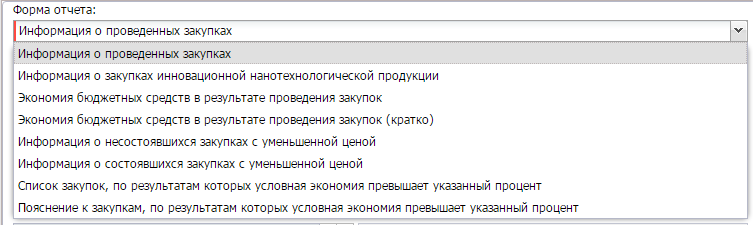 Форма отчета:
Информация о проведенных закупках
Информация о проведенных закупках
Информация о закупках инновационной нанотехнологической продукции
Экономия бюджетных средств в результате проведения закупок
Экономия бюджетных средств в результате проведения закупок (кратко)
Информация о несостоявшихся закупках с уменьшенной ценой
Информация о состоявшихся закупках с уменьшенной ценой
Список закупок, по результатам которых условная экономия превышает указанный процент
Пояснение к закупкам, по результатам которых условная экономия превышает указанный процент